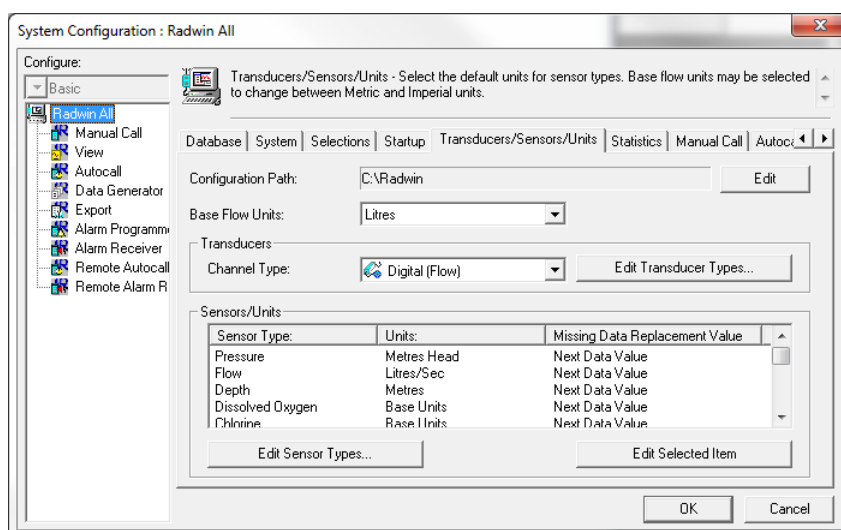 System Configuration : Radwin All
Configure:
Basic
Radwin All
Manual Call
View
Autocall
Data Generator
Export
Alarm Programm
Alarm Receiver
Remote Autocall
Remote Alarm R
Transducers/Sensors/Units - Select the default units for sensor types. Base flow units may be selected
to change between Metric and Imperial units.
Database System Selections Startup Transducers/Sensors/Units Statistics Manual Call Autoca
Configuration Path: C:\Radwin Edit
Base Flow Units: Litres
Transducers
Channel Type: Digital (Flow) Edit Transducer Types...
Sensors/Units
Sensor Type: Units: Missing Data Replacement Value
Pressure Metres Head Next Data Value
Flow Litres/Sec Next Data Value
Depth Metres Next Data Value
Dissolved Oxygen Base Units Next Data Value
Chlorine Base Units Next Data Value
Edit Sensor Types... Edit Selected Item
OK Cancel